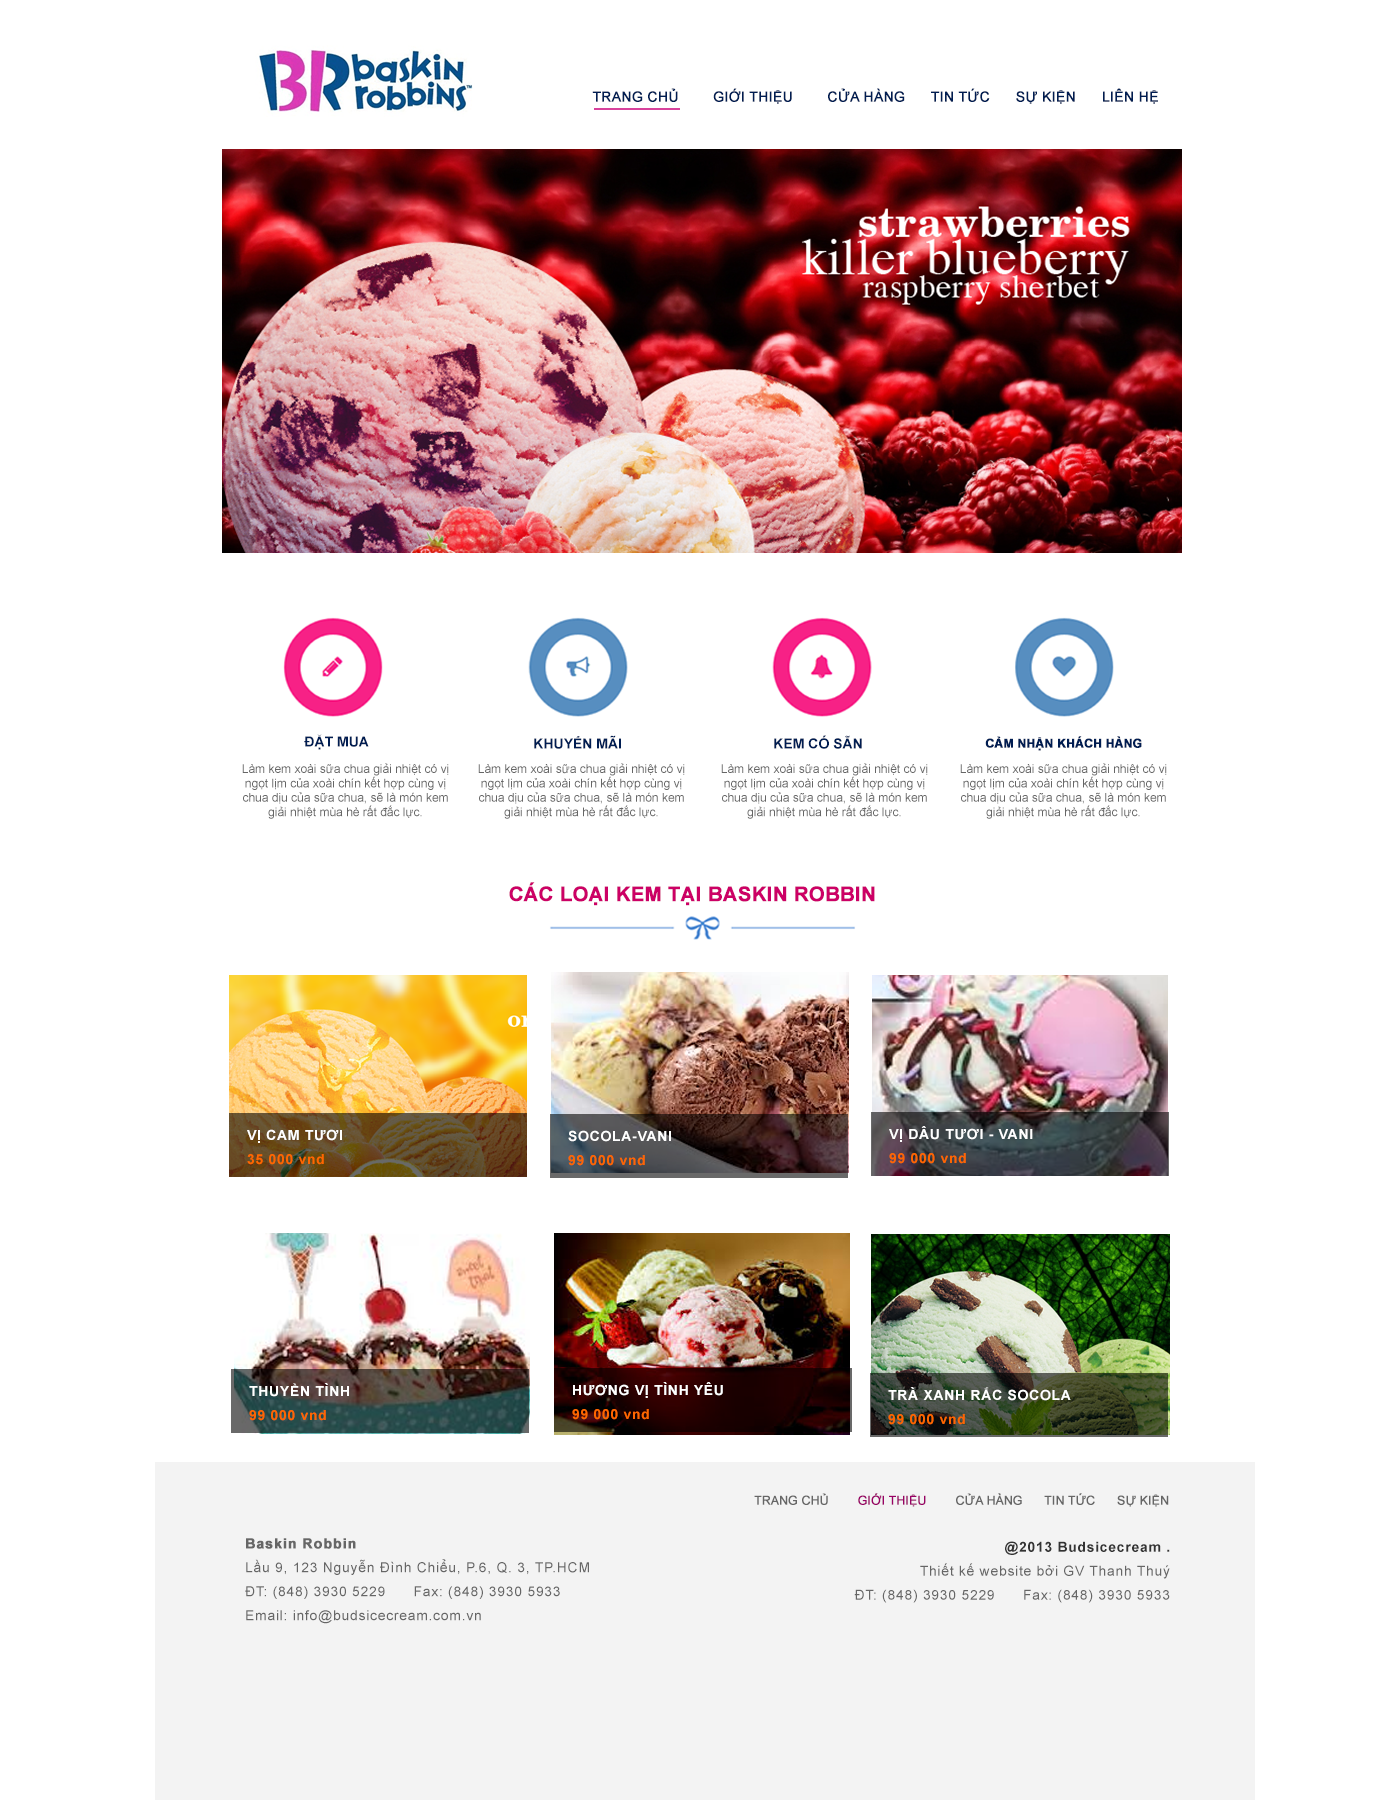 BR baskin
robbins™
TRANG CHỦ GIỚI THIỆU CỬA HÀNG TIN TỨC SỰ KIỆN LIÊN HỆ
strawberries
killer blueberry
raspberry sherbet
ĐẶT MUA
Làm kem xoài sữa chua giải nhiệt có vị
ngọt lịm của xoài chín kết hợp cùng vị
chua dịu của sữa chua, sẽ là món kem
giải nhiệt mùa hè rất đắc lực.
KHUYẾN MÃI
Làm kem xoài sữa chua giải nhiệt có vị
ngọt lịm của xoài chín kết hợp cùng vị
chua dịu của sữa chua, sẽ là món kem
giải nhiệt mùa hè rất đắc lực.
KEM CÓ SẴN
Làm kem xoài sữa chua giải nhiệt có vị
ngọt lịm của xoài chín kết hợp cùng vị
chua dịu của sữa chua, sẽ là món kem
giải nhiệt mùa hè rất đắc lực.
CẢM NHẬN KHÁCH HÀNG
Làm kem xoài sữa chua giải nhiệt có vị
ngọt lịm của xoài chín kết hợp cùng vị
chua dịu của sữa chua, sẽ là món kem
giải nhiệt mùa hè rất đắc lực.
CÁC LOẠI KEM TẠI BASKIN ROBBIN
or
VỊ CAM TƯƠI
35 000 vnd
SOCOLA-VANI
99 000 vnd
VỊ DÂU TƯƠI - VANI
99 000 vnd
THUYỀN TÌNH
99 000 vnd
HƯƠNG VỊ TÌNH YÊU
99 000 vnd
TRÀ XANH RẮC SOCOLA
99 000 vnd
TRANG CHỦ GIỚI THIỆU CỬA HÀNG TIN TỨC SỰ KIỆN
Baskin Robbin
Lầu 9, 123 Nguyễn Đình Chiểu, P.6, Q. 3, TP.HCM
ĐT: (848) 3930 5229 Fax: (848) 3930 5933
Email: info@budsicecream.com.vn
@2013 Budsicecream .
Thiết kế website bởi GV Thanh Thuý
ĐT: (848) 3930 5229 Fax: (848) 3930 5933